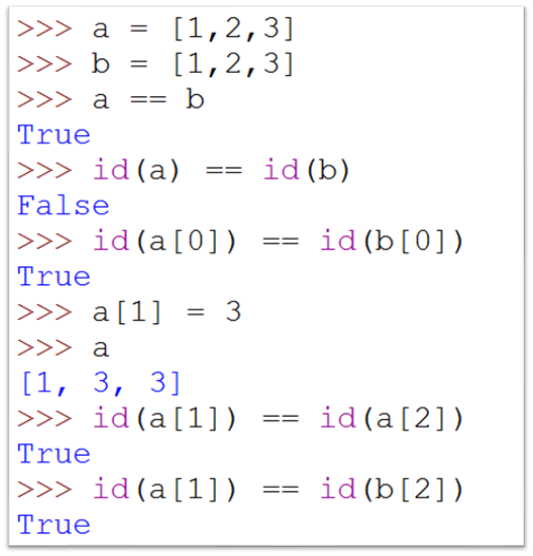 >>> a = [1,2,3]
>>> b = [1,2,3]
>>> a == b
True
>>> id(a) == id(b)
False
>>> id(a[0]) == id(b[0])
True
>>> a[1] = 3
>>> a
[1, 3, 3]
>>> id(a[1]) == id(a[2])
True
>>> id(a[1]) == id(b[2])
True